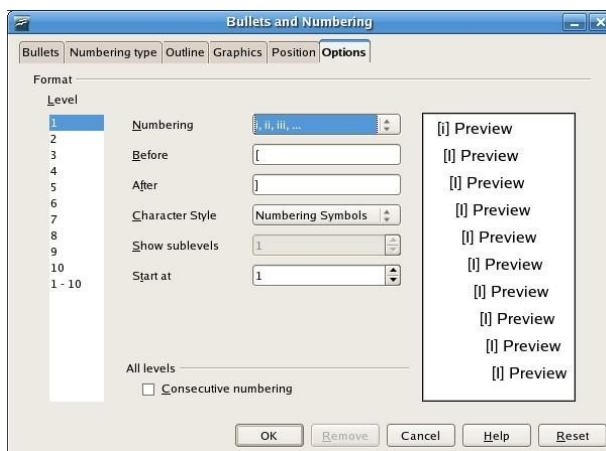 Bullets and Numbering
Bullets Numbering type Outline Graphics Position Options
Format
Level
1
2
3
4
5
6
7
8
9
10
1 - 10
Numbering i, ii, iii, ...
Before [
After ]
Character Style Numbering Symbols
Show sublevels 1
Start at 1
All levels
Consecutive numbering
[i] Preview
[I] Preview
[I] Preview
[I] Preview
[I] Preview
[I] Preview
[I] Preview
[I] Preview
[I] Preview
[I] Preview
OK Remove Cancel Help Reset